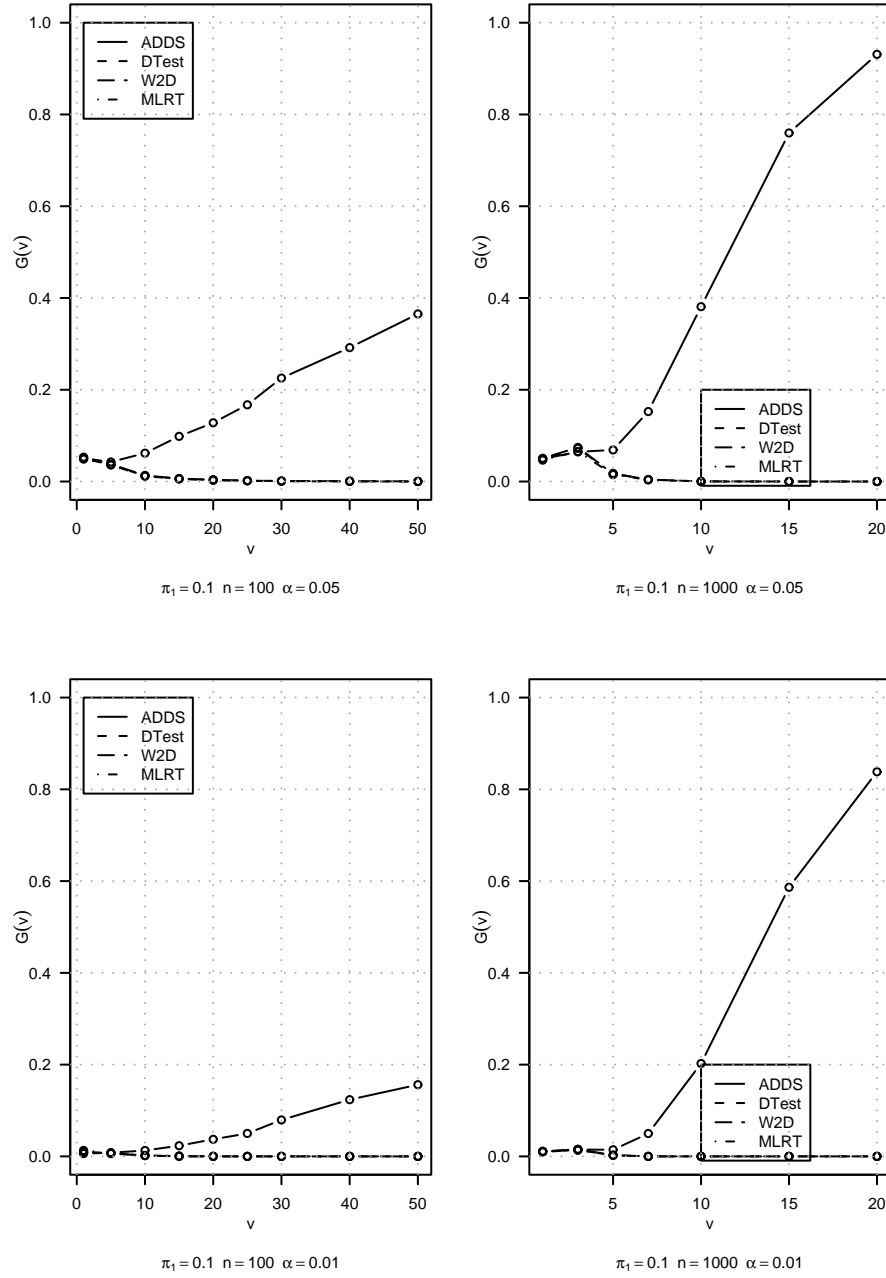 1.0
0.8
0.6
0.4
0.2
0.0
G(v)
ADDS
DTest
W2D
MLRT
0 10 20 30 40 50
v
π₁ = 0.1 n = 100 α = 0.05
1.0
0.8
0.6
0.4
0.2
0.0
G(v)
ADDS
DTest
W2D
MLRT
5 10 15 20
v
π₁ = 0.1 n = 1000 α = 0.05
1.0
0.8
0.6
0.4
0.2
0.0
G(v)
ADDS
DTest
W2D
MLRT
0 10 20 30 40 50
v
π₁ = 0.1 n = 100 α = 0.01
1.0
0.8
0.6
0.4
0.2
0.0
G(v)
ADDS
DTest
W2D
MLRT
5 10 15 20
v
π₁ = 0.1 n = 1000 α = 0.01